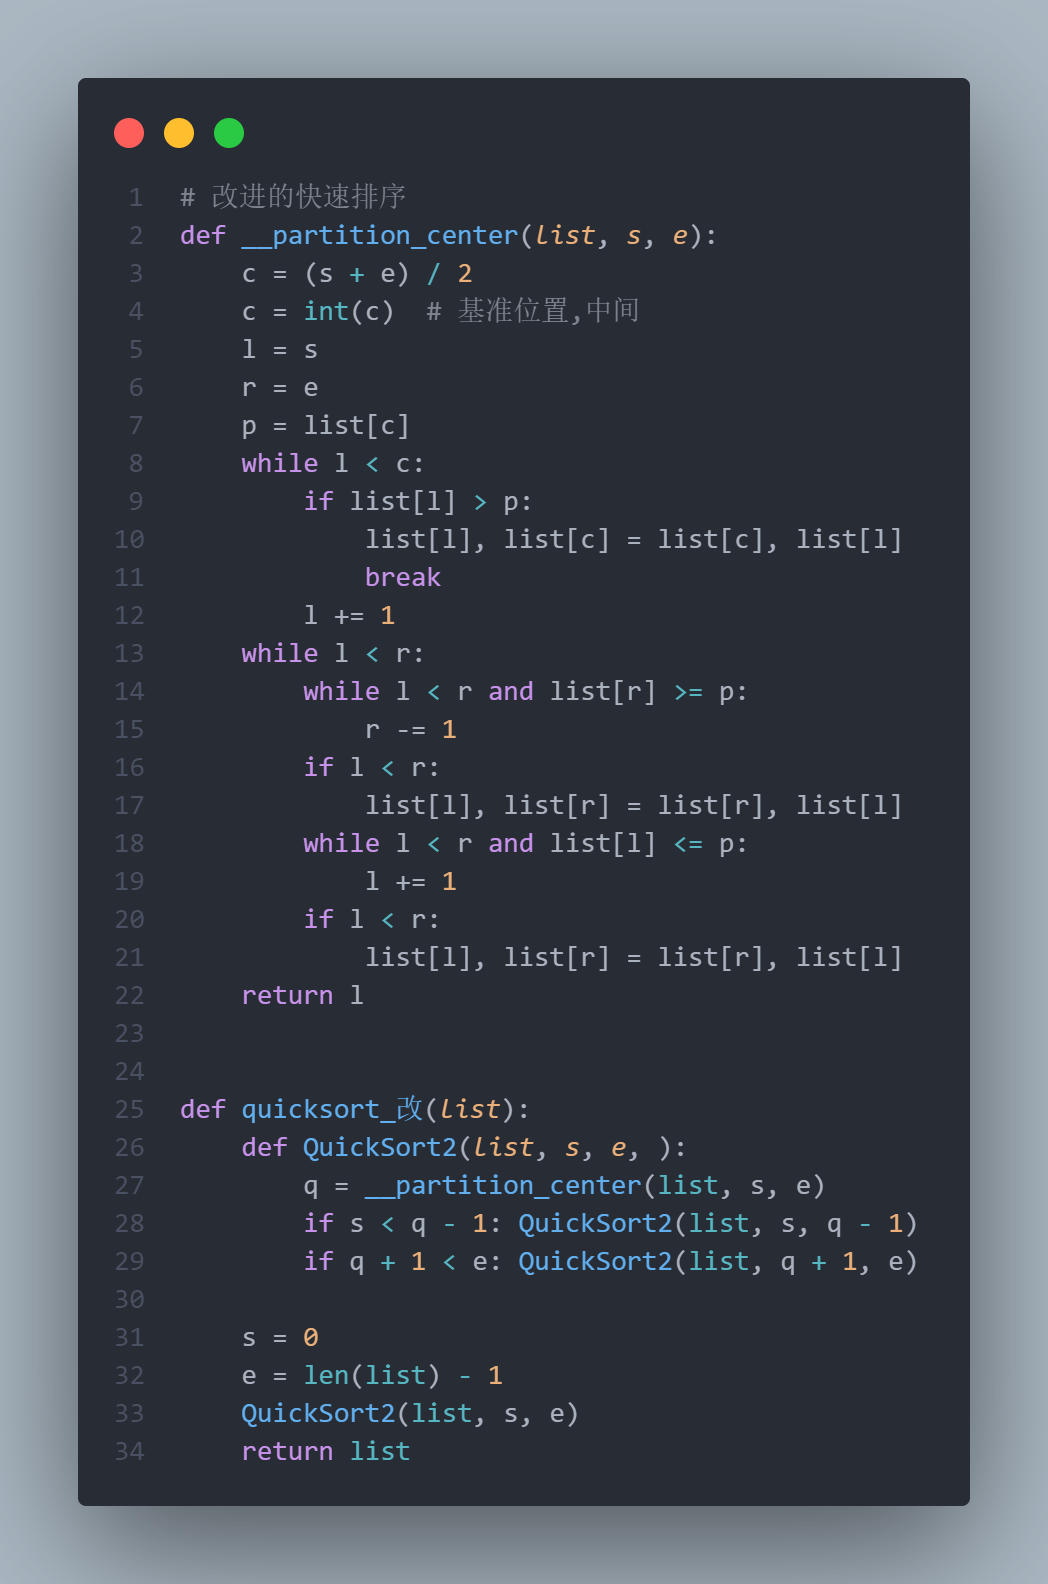 1 # 改进的快速排序
2 def __partition_center(list, s, e):
3     c = (s + e) / 2
4     c = int(c)  # 基准位置,中间
5     l = s
6     r = e
7     p = list[c]
8     while l < c:
9         if list[l] > p:
10             list[l], list[c] = list[c], list[l]
11             break
12         l += 1
13     while l < r:
14         while l < r and list[r] >= p:
15             r -= 1
16         if l < r:
17             list[l], list[r] = list[r], list[l]
18         while l < r and list[l] <= p:
19             l += 1
20         if l < r:
21             list[l], list[r] = list[r], list[l]
22     return l
23
24
25 def quicksort_改(list):
26     def QuickSort2(list, s, e, ):
27         q = __partition_center(list, s, e)
28         if s < q - 1: QuickSort2(list, s, q - 1)
29         if q + 1 < e: QuickSort2(list, q + 1, e)
30
31     s = 0
32     e = len(list) - 1
33     QuickSort2(list, s, e)
34     return list